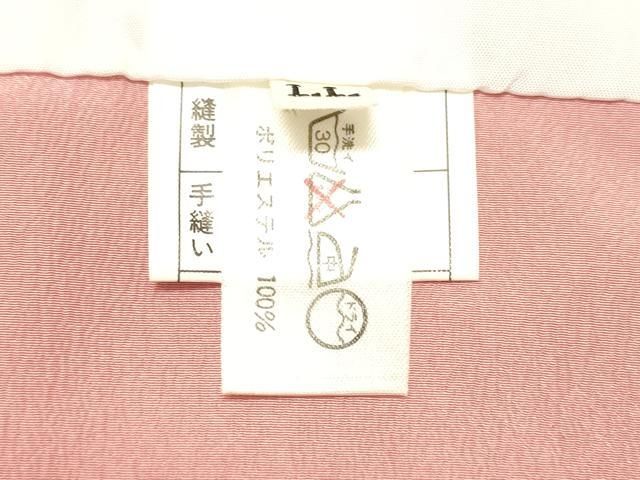 縫製
手縫い
ポリエステル 100%
手洗イ
30
中
ドライ